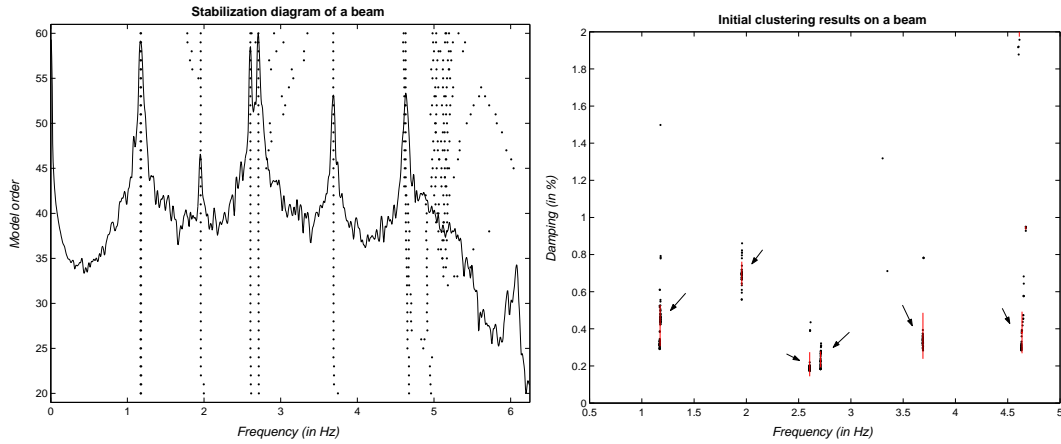 Stabilization diagram of a beam
60
55
50
45
40
35
30
25
20
Model order
0 1 2 3 4 5 6
Frequency (in Hz)
Initial clustering results on a beam
2
1.8
1.6
1.4
1.2
1
0.8
0.6
0.4
0.2
0
Damping (in %)
0.5 1 1.5 2 2.5 3 3.5 4 4.5 5
Frequency (in Hz)